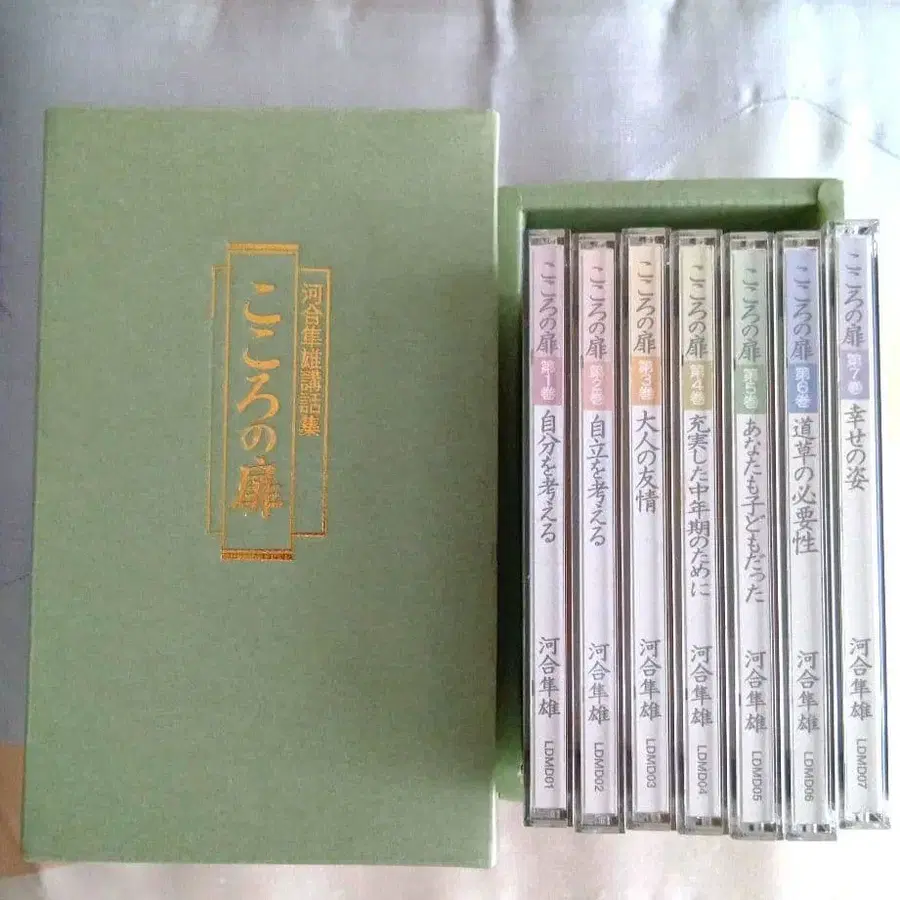 河合隼雄講話集
こころの扉
こころの扉 第1巻 自分を考える 河合隼雄 LDMD01
こころの扉 第2巻 自立を考える 河合隼雄 LDMD02
こころの扉 第3巻 大人の友情 河合隼雄 LDMD03
こころの扉 第4巻 充実した中年期のために 河合隼雄 LDMD04
こころの扉 第5巻 あなたも子どもだった 河合隼雄 LDMD05
こころの扉 第6巻 道草の必要性 河合隼雄 LDMD06
こころの扉 第7巻 幸せの姿 河合隼雄 LDMD07